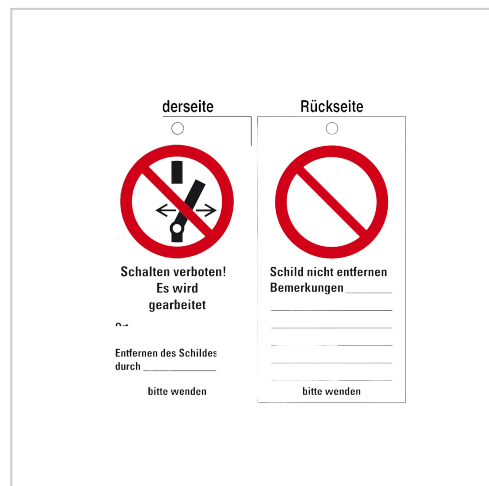 derseite
Schalten verboten!
Es wird
gearbeitet
Entfernen des Schildes
durch
bitte wenden
Rückseite
Schild nicht entfernen
Bemerkungen
bitte wenden